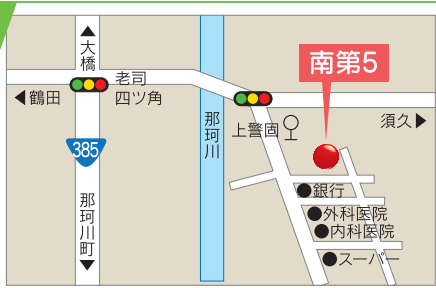 大橋
南第5
鶴田
老司
四ツ角
須久
上警固
那珂川
385
銀行
那珂川町
外科医院
内科医院
スーパー